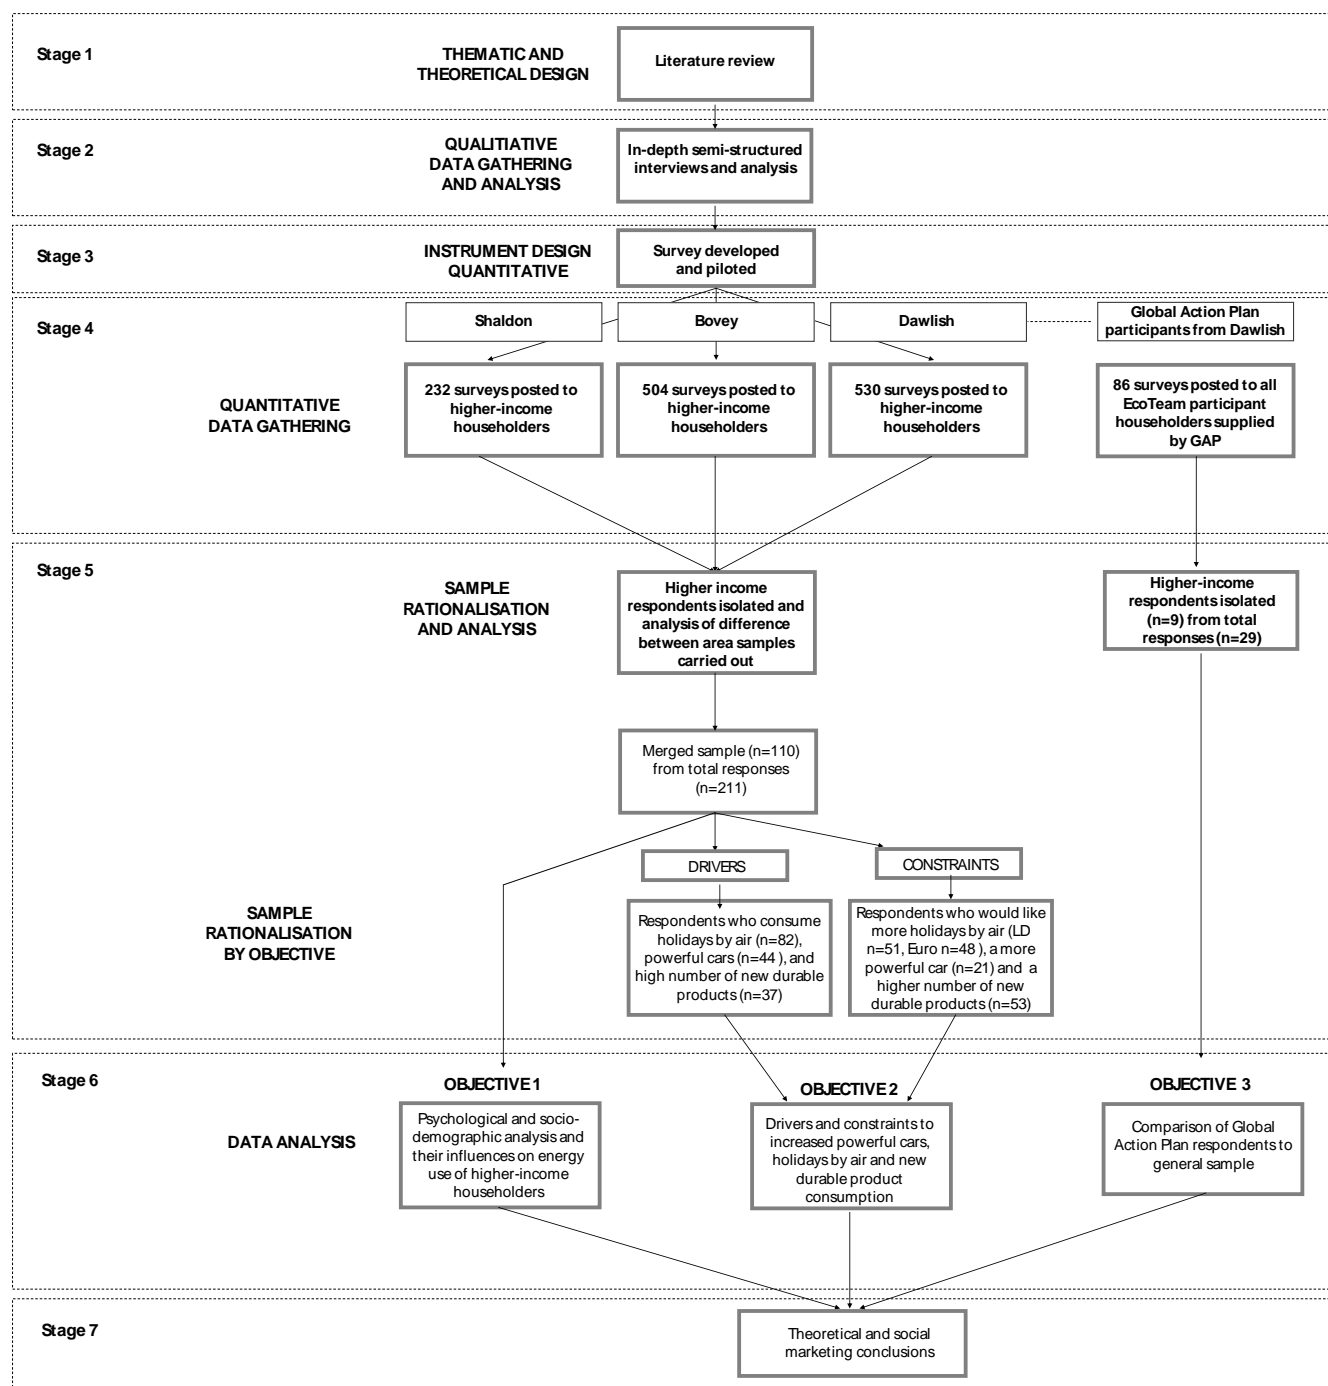 Stage 1
THEMATIC AND
THEORETICAL DESIGN
Literature review
Stage 2
QUALITIATIVE
DATA GATHERING
AND ANALYSIS
In-depth semi-structured
interviews and analysis
Stage 3
INSTRUMENT DESIGN
QUANTITATIVE
Survey developed
and piloted
Stage 4
Shaldon
Bovey
Dawlish
Global Action Plan
participants from Dawlish
QUANTITATIVE
DATA GATHERING
232 surveys posted to
higher-income
householders
504 surveys posted to
higher-income
householders
530 surveys posted to
higher-income
householders
86 surveys posted to all
EcoTeam participant
householders supplied
by GAP
Stage 5
SAMPLE
RATIONALISATION
AND ANALYSIS
Higher income
respondents isolated and
analysis of difference
between area samples
carried out
Higher-income
respondents isolated
(n=9) from total
responses (n=29)
Merged sample (n=110)
from total responses
(n=211)
DRIVERS
CONSTRAINTS
SAMPLE
RATIONALISATION
BY OBJECTIVE
Respondents who consume
holidays by air (n=82),
powerful cars (n=44 ), and
high number of new durable
products (n=37)
Respondents who would like
more holidays by air (LD
n=51, Euro n=48 ), a more
powerful car (n=21) and a
higher number of new
durable products (n=53)
Stage 6
DATA ANALYSIS
OBJECTIVE 1
Psychological and socio-
demographic analysis and
their influences on energy
use of higher-income
householders
OBJECTIVE 2
Drivers and constraints to
increased powerful cars,
holidays by air and new
durable product
consumption
OBJECTIVE 3
Comparison of Global
Action Plan respondents to
general sample
Stage 7
Theoretical and social
marketing conclusions